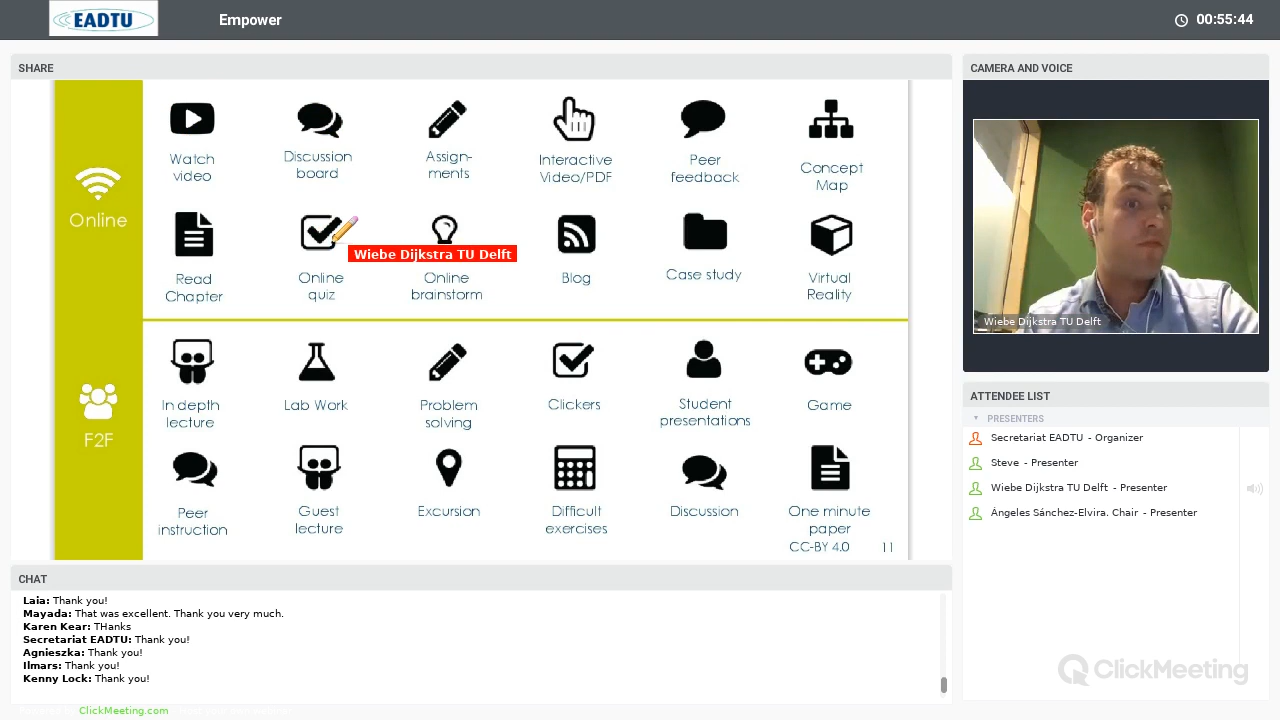 EADTU
Empower
00:55:44
SHARE
CAMERA AND VOICE
Online
Watch
video
Discussion
board
Assign-
ments
Interactive
Video/PDF
Peer
feedback
Concept
Map
Wiebe Dijkstra TU Delft
Read
Chapter
Online
quiz
Online
brainstorm
Blog
Case study
Virtual
Reality
F2F
In depth
lecture
Lab Work
Problem
solving
Clickers
Student
presentations
Game
Peer
instruction
Guest
lecture
Excursion
Difficult
exercises
Discussion
One minute
paper
CC-BY 4.0 11
Wiebe Dijkstra TU Delft
ATTENDEE LIST
PRESENTERS
Secretariat EADTU - Organizer
Steve - Presenter
Wiebe Dijkstra TU Delft - Presenter
Ángeles Sánchez-Elvira. Chair - Presenter
ClickMeeting
CHAT
Laia: Thank you!
Mayada: That was excellent. Thank you very much.
Karen Kear: THanks
Secretariat EADTU: Thank you!
Agnieszka: Thank you!
Ilmars: Thank you!
Kenny Lock: Thank you!
ClickMeeting.com